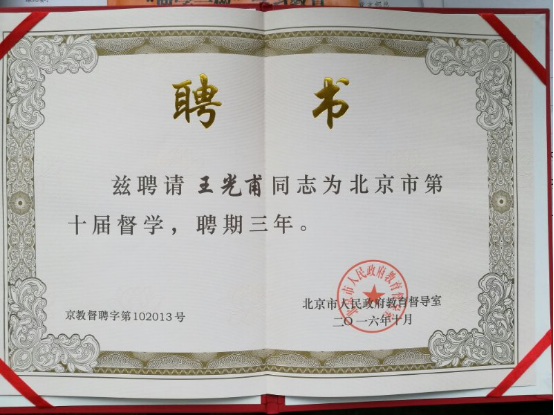 聘 书
兹聘请 王光甫 同志为北京市第
十届督学，聘期三年。
京教督聘字第102013号
北京市人民政府教育督导室
二〇一六年十月